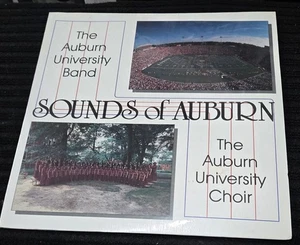 The
Auburn
University
Band
SOUNDS of AUBURN
The
Auburn
University
Choir